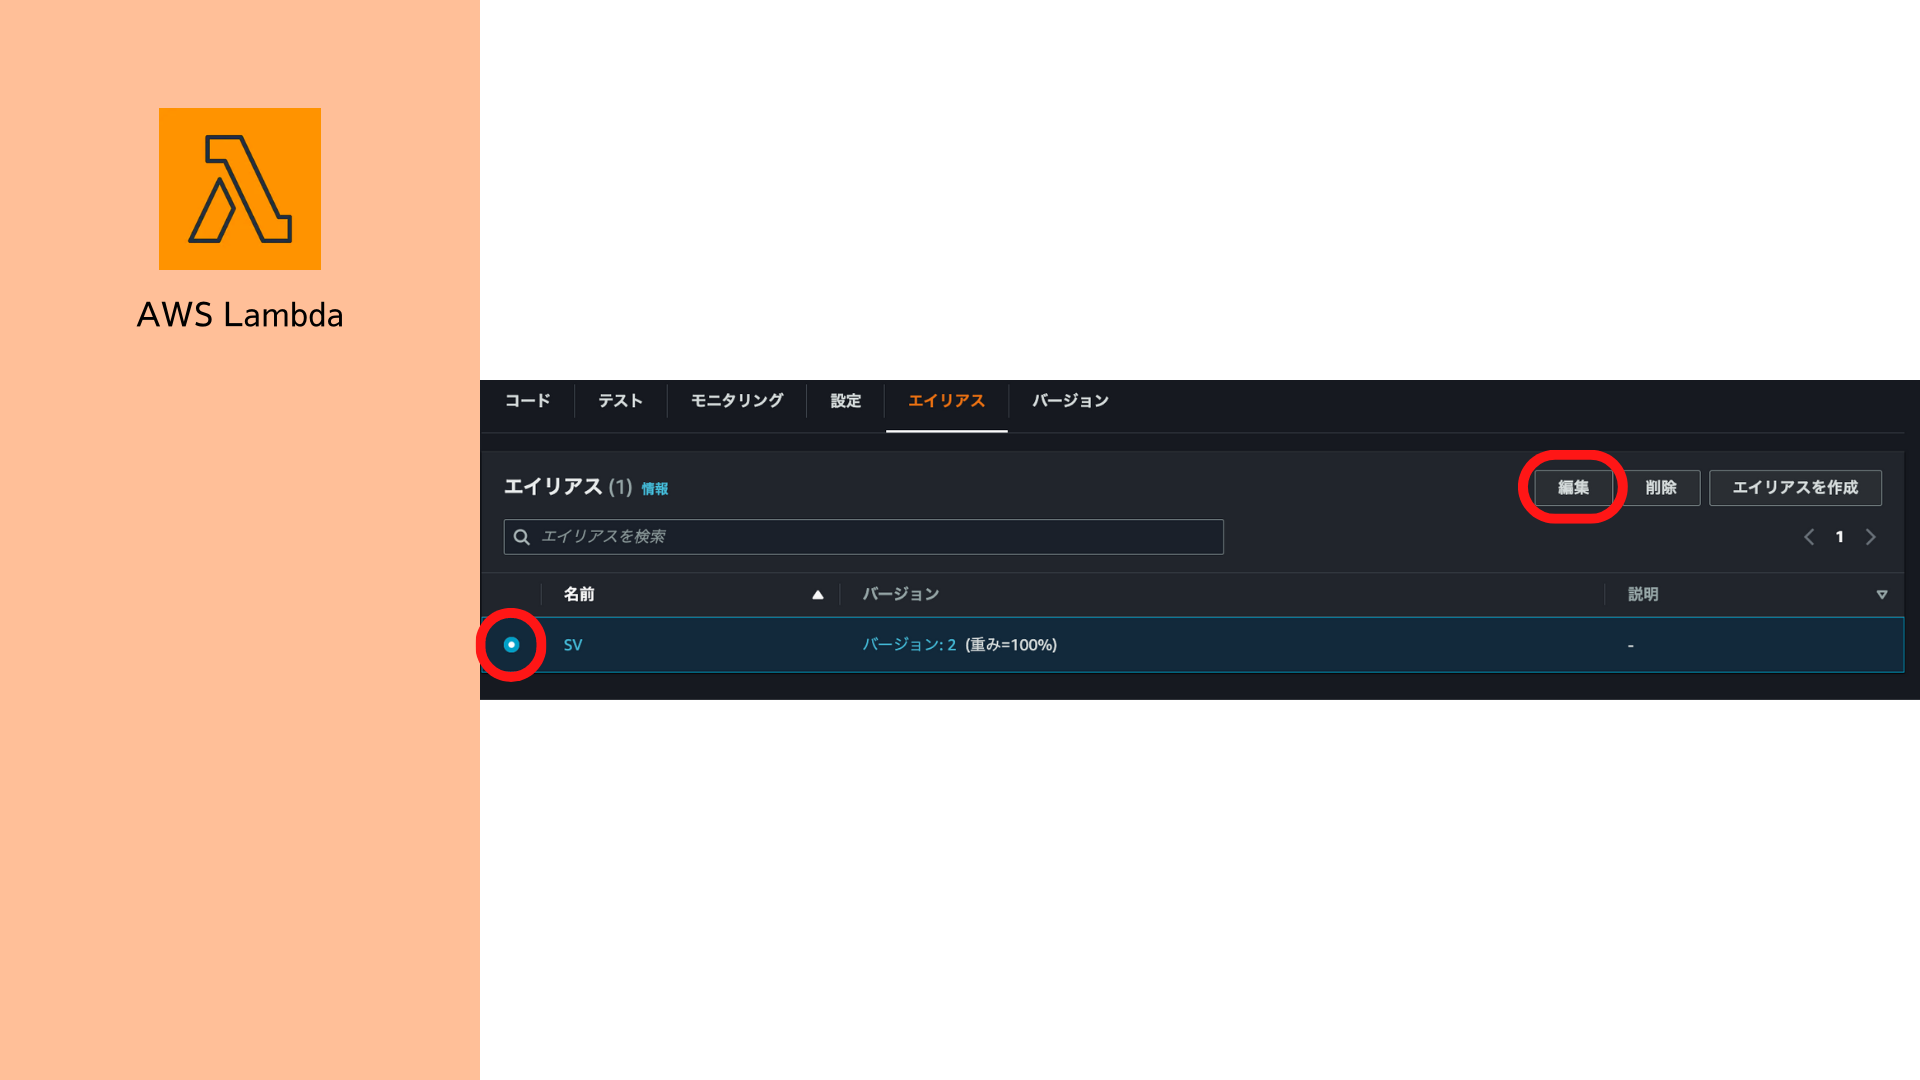 AWS Lambda
コード テスト モニタリング 設定 エイリアス バージョン
エイリアス (1) 情報 編集 削除 エイリアスを作成
エイリアスを検索 1
名前 バージョン 説明
SV バージョン: 2 (重み=100%) -